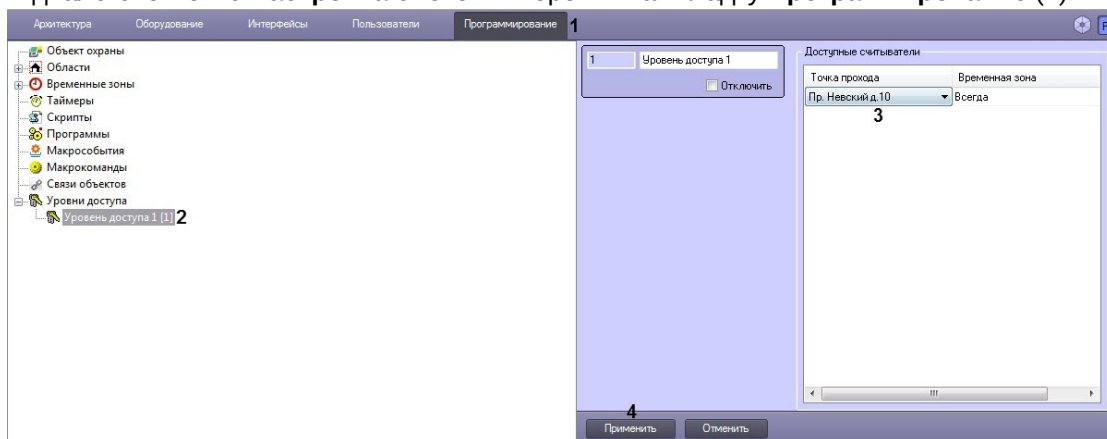 Архитектура Оборудование Интерфейсы Пользователи Программирование 1
Объект охраны
Области
Временные зоны
Таймеры
Скрипты
Программы
Макрособытия
Макрокоманды
Связи объектов
Уровни доступа
Уровень доступа 1 [1] 2
1 Уровень доступа 1
Отключить
Доступные считыватели
Точка прохода Временная зона
Пр. Невский д.10 Всегда
3
4
Применить Отменить